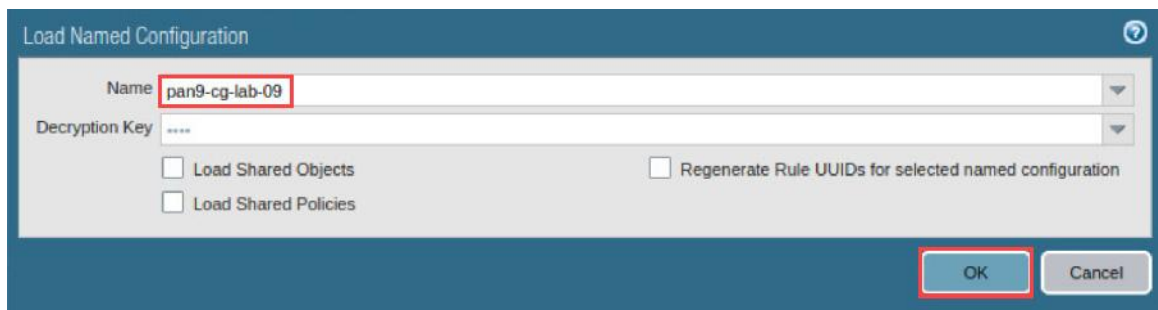 Load Named Configuration
Name pan9-cg-lab-09
Decryption Key ****
Load Shared Objects Regenerate Rule UUIDs for selected named configuration
Load Shared Policies
OK Cancel